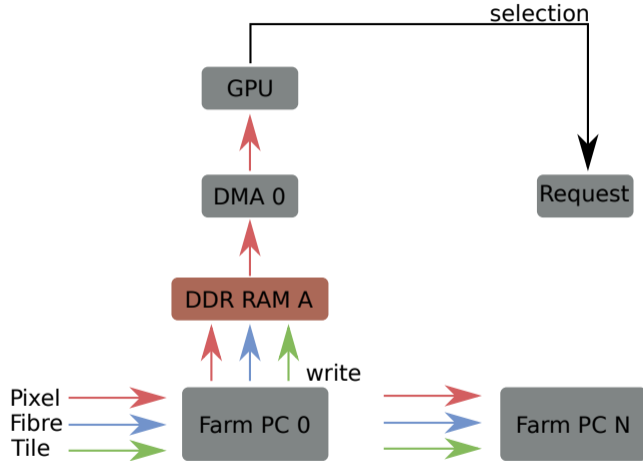 selection
GPU
DMA 0
Request
DDR RAM A
write
Pixel
Fibre
Tile
Farm PC 0
Farm PC N